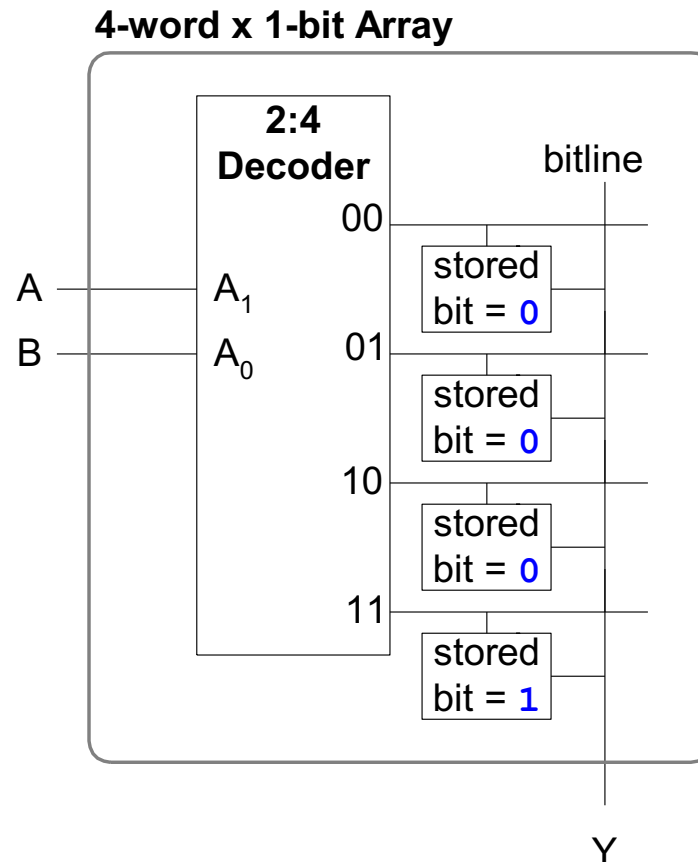 4-word x 1-bit Array
2:4
Decoder
bitline
00
stored
bit = 0
A
A1
B
A0
01
stored
bit = 0
10
stored
bit = 0
11
stored
bit = 1
Y